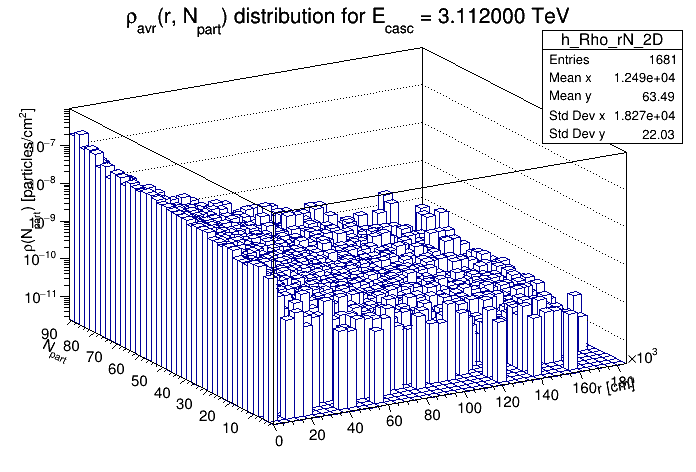 ρavr(r, Npart) distribution for Ecasc = 3.112000 TeV
h_Rho_rN_2D
Entries 1681
Mean x 1.249e+04
Mean y 63.49
Std Dev x 1.827e+04
Std Dev y 22.03
ρ(Npart) [particles/cm²]
10⁻⁷
10⁻⁸
10⁻⁹
10⁻¹⁰
10⁻¹¹
90
80
70
60
50
40
30
20
10
Npart
0
20
40
60
80
100
120
140
160
180
×10³
r [cm]